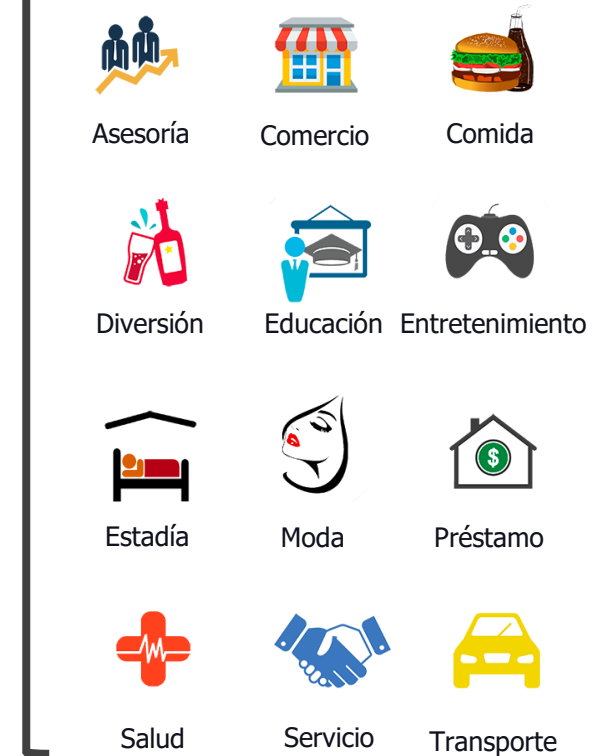 Asesoría
Comercio
Comida
Diversión
Educación
Entretenimiento
Estadía
Moda
$
Préstamo
Salud
Servicio
Transporte